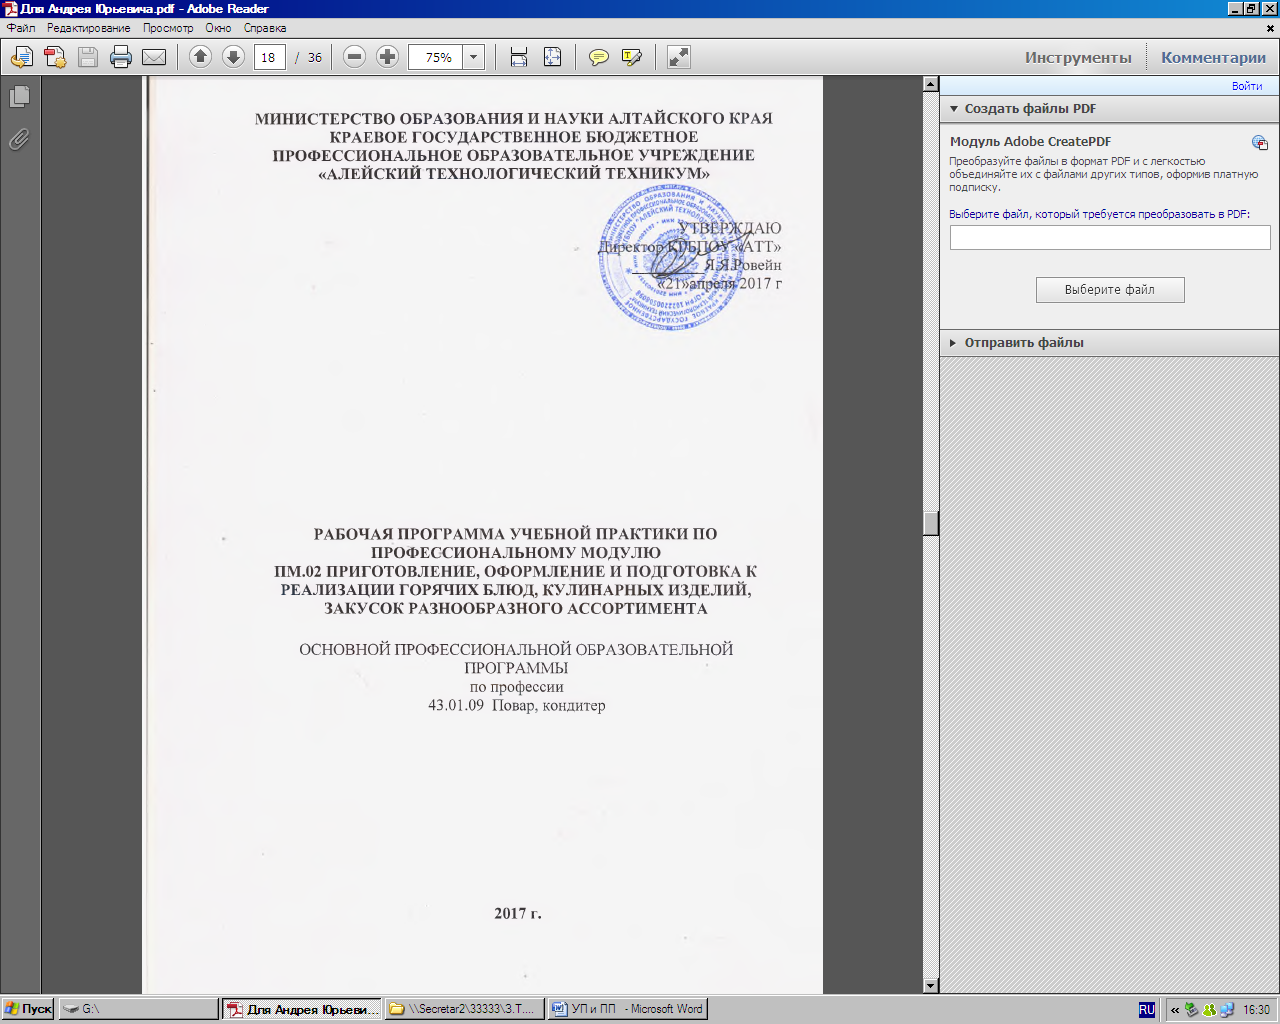 Для Андрея Юрьевича.pdf - Adobe Reader
Файл Редактирование Просмотр Окно Справка
18 / 36 75% Инструменты Комментарии
Войти
Создать файлы PDF
Модуль Adobe CreatePDF
Преобразуйте файлы в формат PDF и с легкостью
объединяйте их с файлами других типов, оформив платную
подписку.
Выберите файл, который требуется преобразовать в PDF:
Выберите файл
Отправить файлы
МИНИСТЕРСТВО ОБРАЗОВАНИЯ И НАУКИ АЛТАЙСКОГО КРАЯ
КРАЕВОЕ ГОСУДАРСТВЕННОЕ БЮДЖЕТНОЕ
ПРОФЕССИОНАЛЬНОЕ ОБРАЗОВАТЕЛЬНОЕ УЧРЕЖДЕНИЕ
«АЛЕЙСКИЙ ТЕХНОЛОГИЧЕСКИЙ ТЕХНИКУМ»
УТВЕРЖДАЮ
Директор КГБПОУ «АТТ»
Я.Я.Ровейн
«21»апреля 2017 г
РАБОЧАЯ ПРОГРАММА УЧЕБНОЙ ПРАКТИКИ ПО
ПРОФЕССИОНАЛЬНОМУ МОДУЛЮ
ПМ.02 ПРИГОТОВЛЕНИЕ, ОФОРМЛЕНИЕ И ПОДГОТОВКА К
РЕАЛИЗАЦИИ ГОРЯЧИХ БЛЮД, КУЛИНАРНЫХ ИЗДЕЛИЙ,
ЗАКУСОК РАЗНООБРАЗНОГО АССОРТИМЕНТА
ОСНОВНОЙ ПРОФЕССИОНАЛЬНОЙ ОБРАЗОВАТЕЛЬНОЙ
ПРОГРАММЫ
по профессии
43.01.09 Повар, кондитер
2017 г.
Пуск G:\ Для Андрея Юрьеви... \\Secretar2\33333\3.Т.... УП и ПП - Microsoft Word RU « 16:30